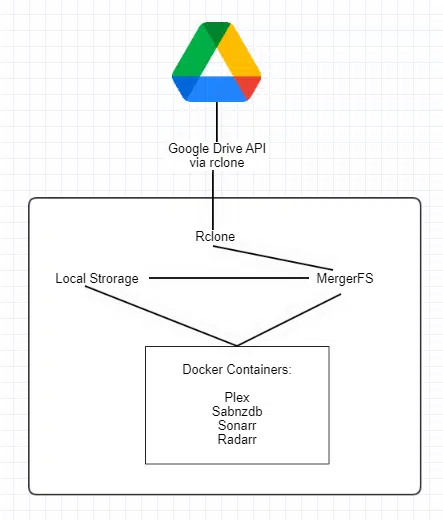 Google Drive API
via rclone
Rclone
Local Strorage
MergerFS
Docker Containers:
Plex
Sabnzdb
Sonarr
Radarr